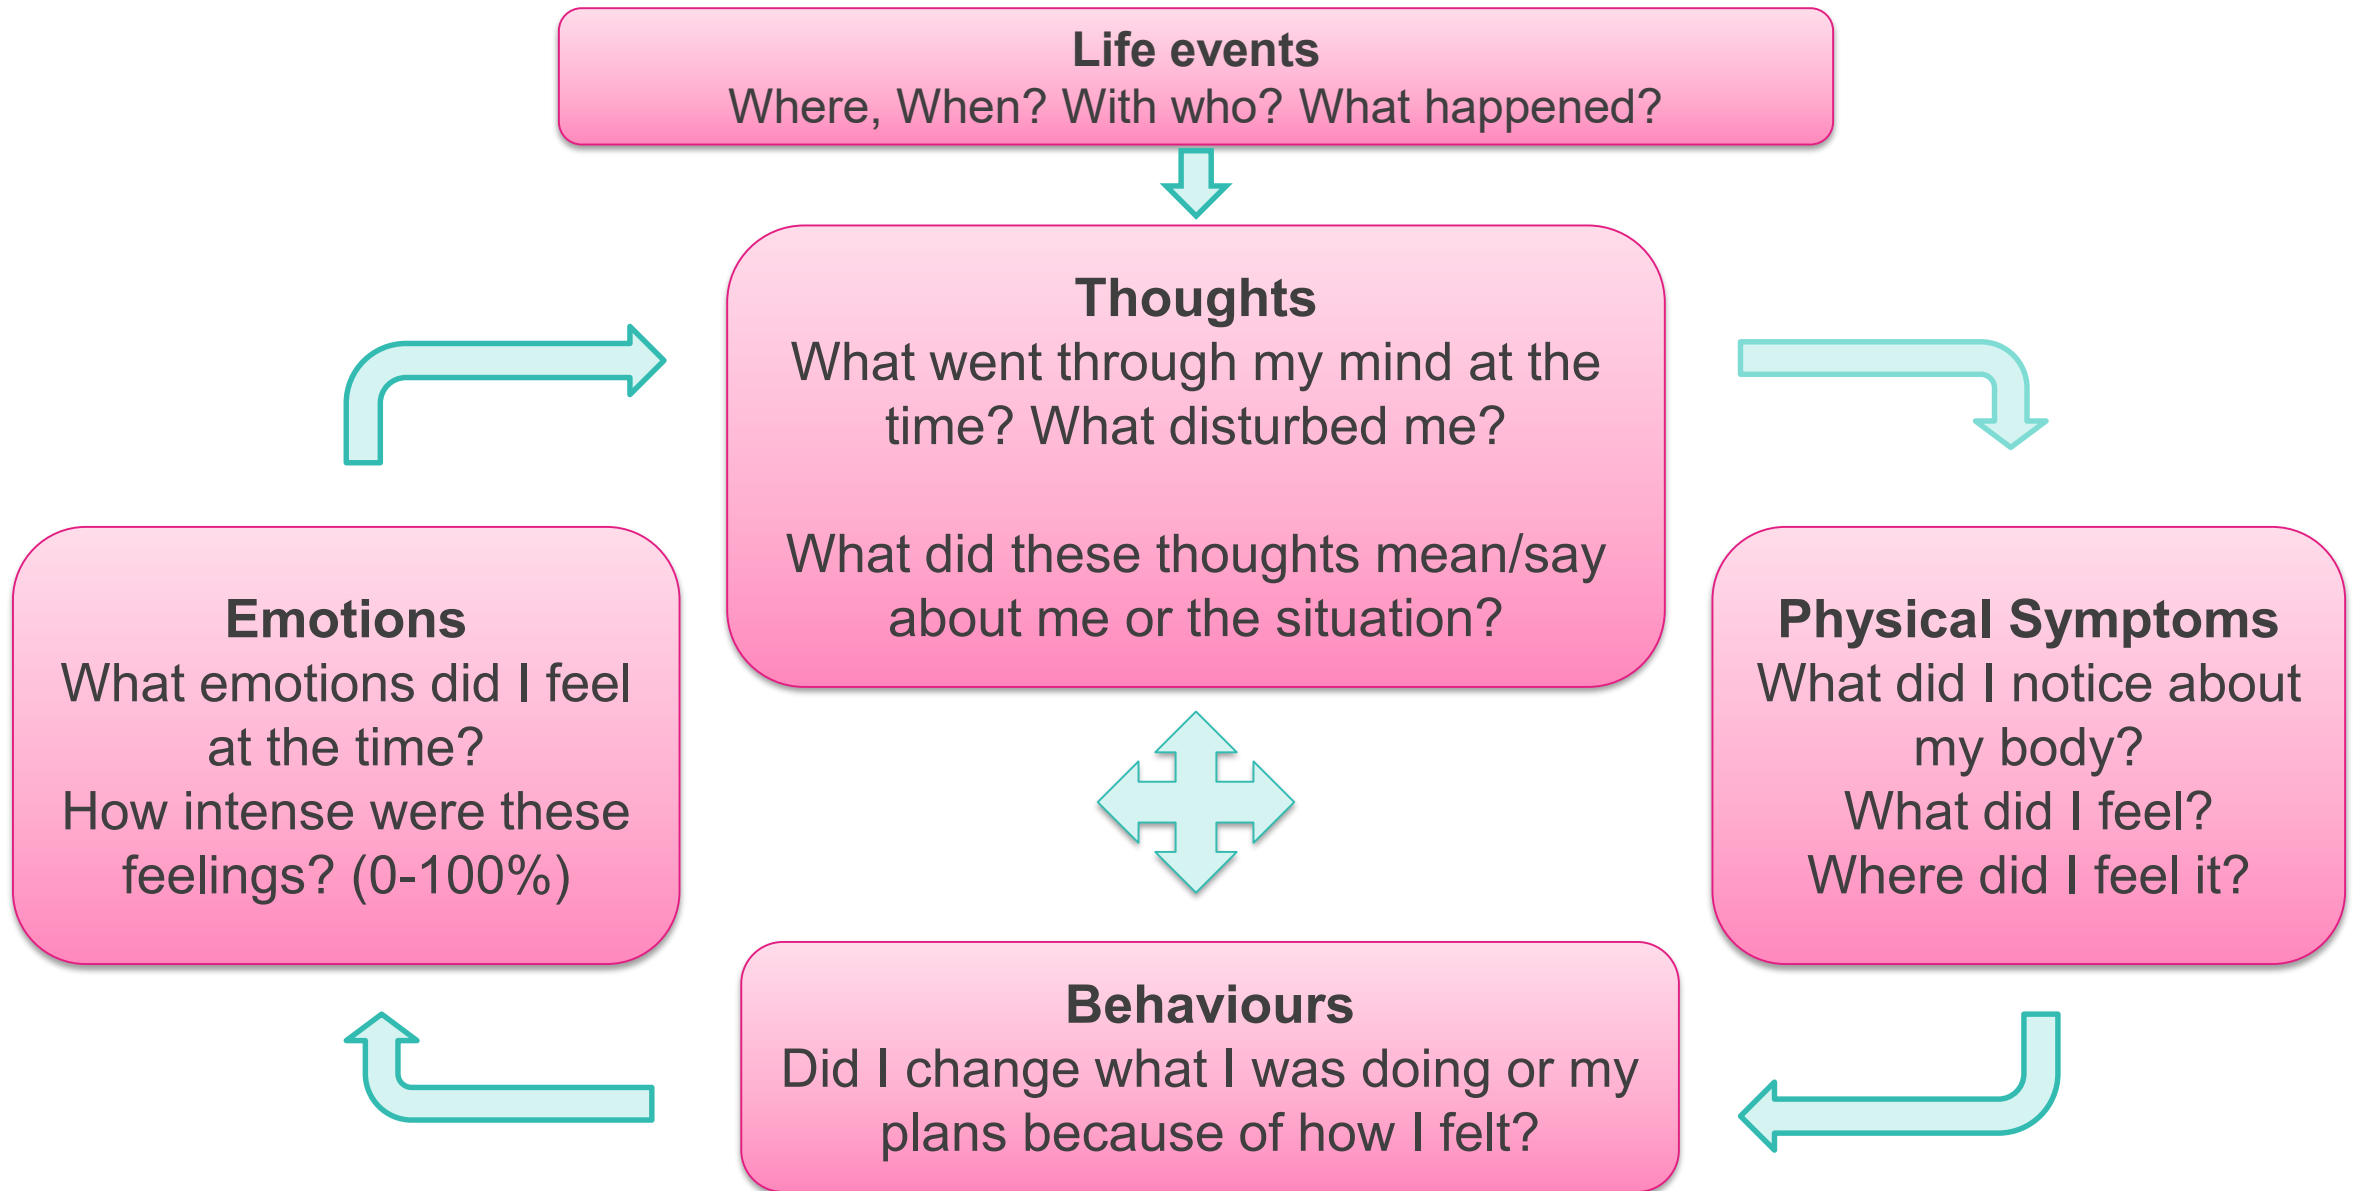 Life events
Where, When? With who? What happened?
Thoughts
What went through my mind at the
time? What disturbed me?
What did these thoughts mean/say
about me or the situation?
Emotions
What emotions did I feel
at the time?
How intense were these
feelings? (0-100%)
Physical Symptoms
What did I notice about
my body?
What did I feel?
Where did I feel it?
Behaviours
Did I change what I was doing or my
plans because of how I felt?